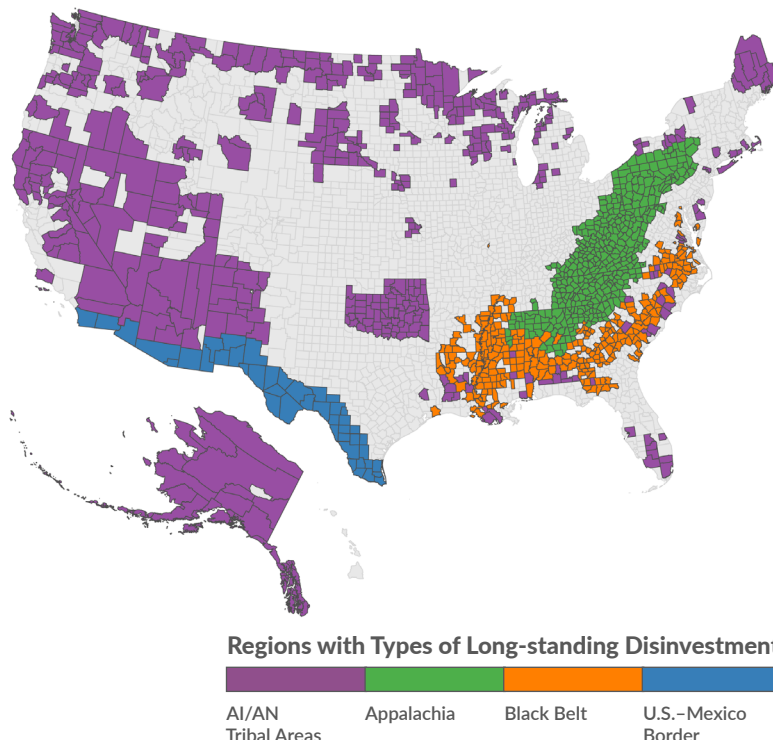 Regions with Types of Long-standing Disinvestment
AI/AN
Tribal Areas
Appalachia
Black Belt
U.S.–Mexico
Border